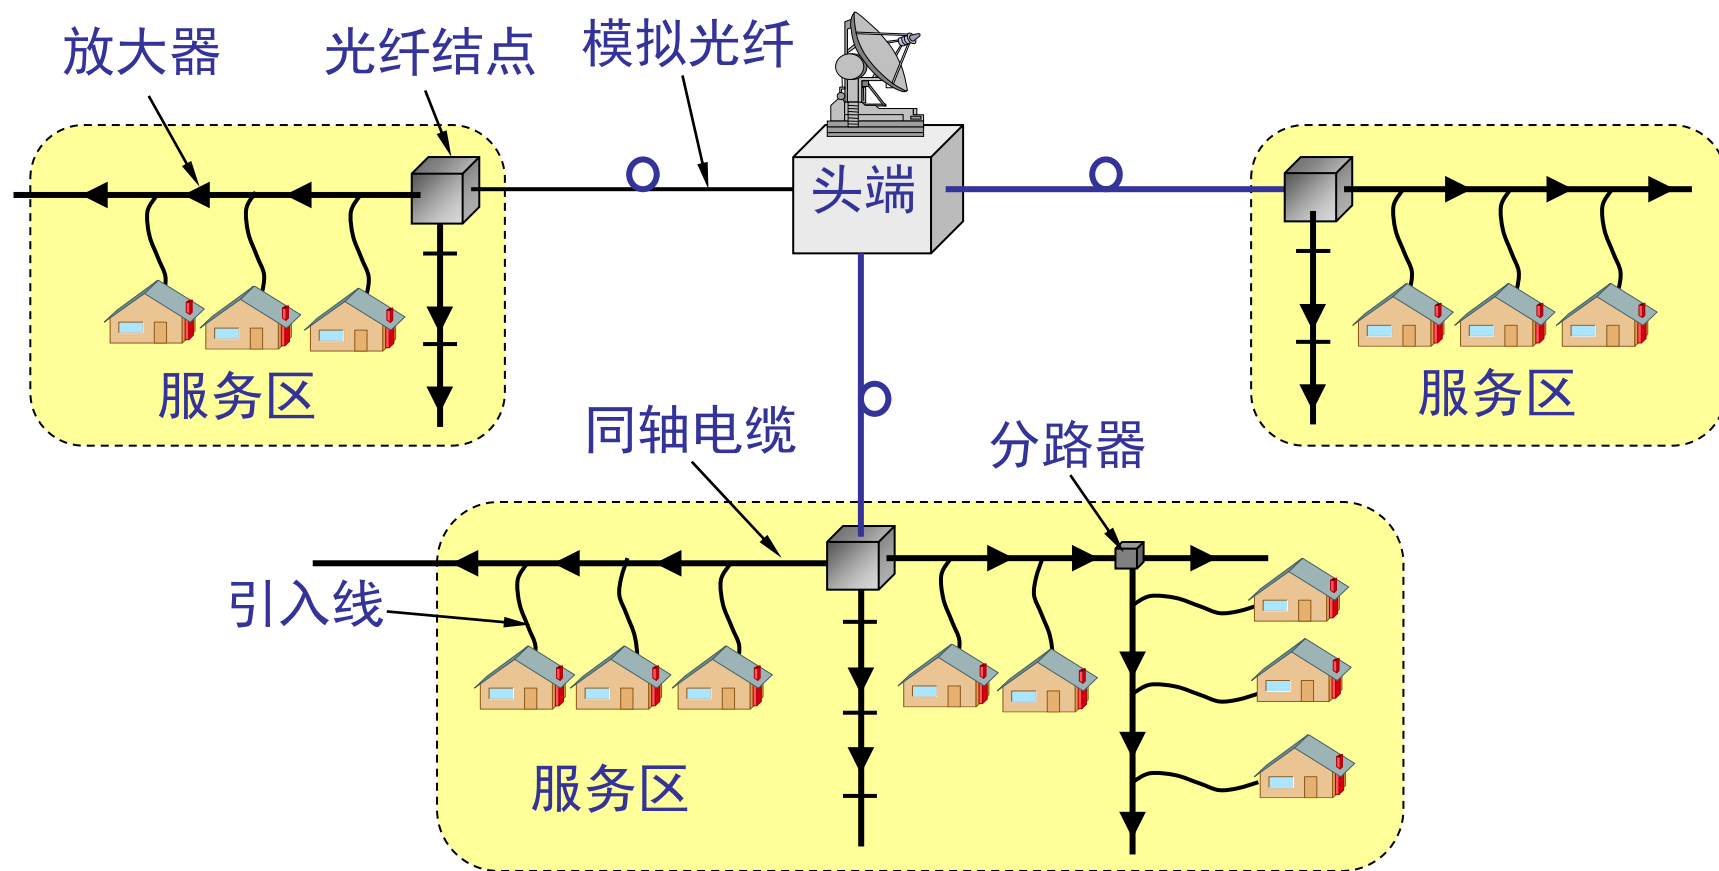 放大器
光纤结点
模拟光纤
头端
服务区
服务区
同轴电缆
分路器
引入线
服务区